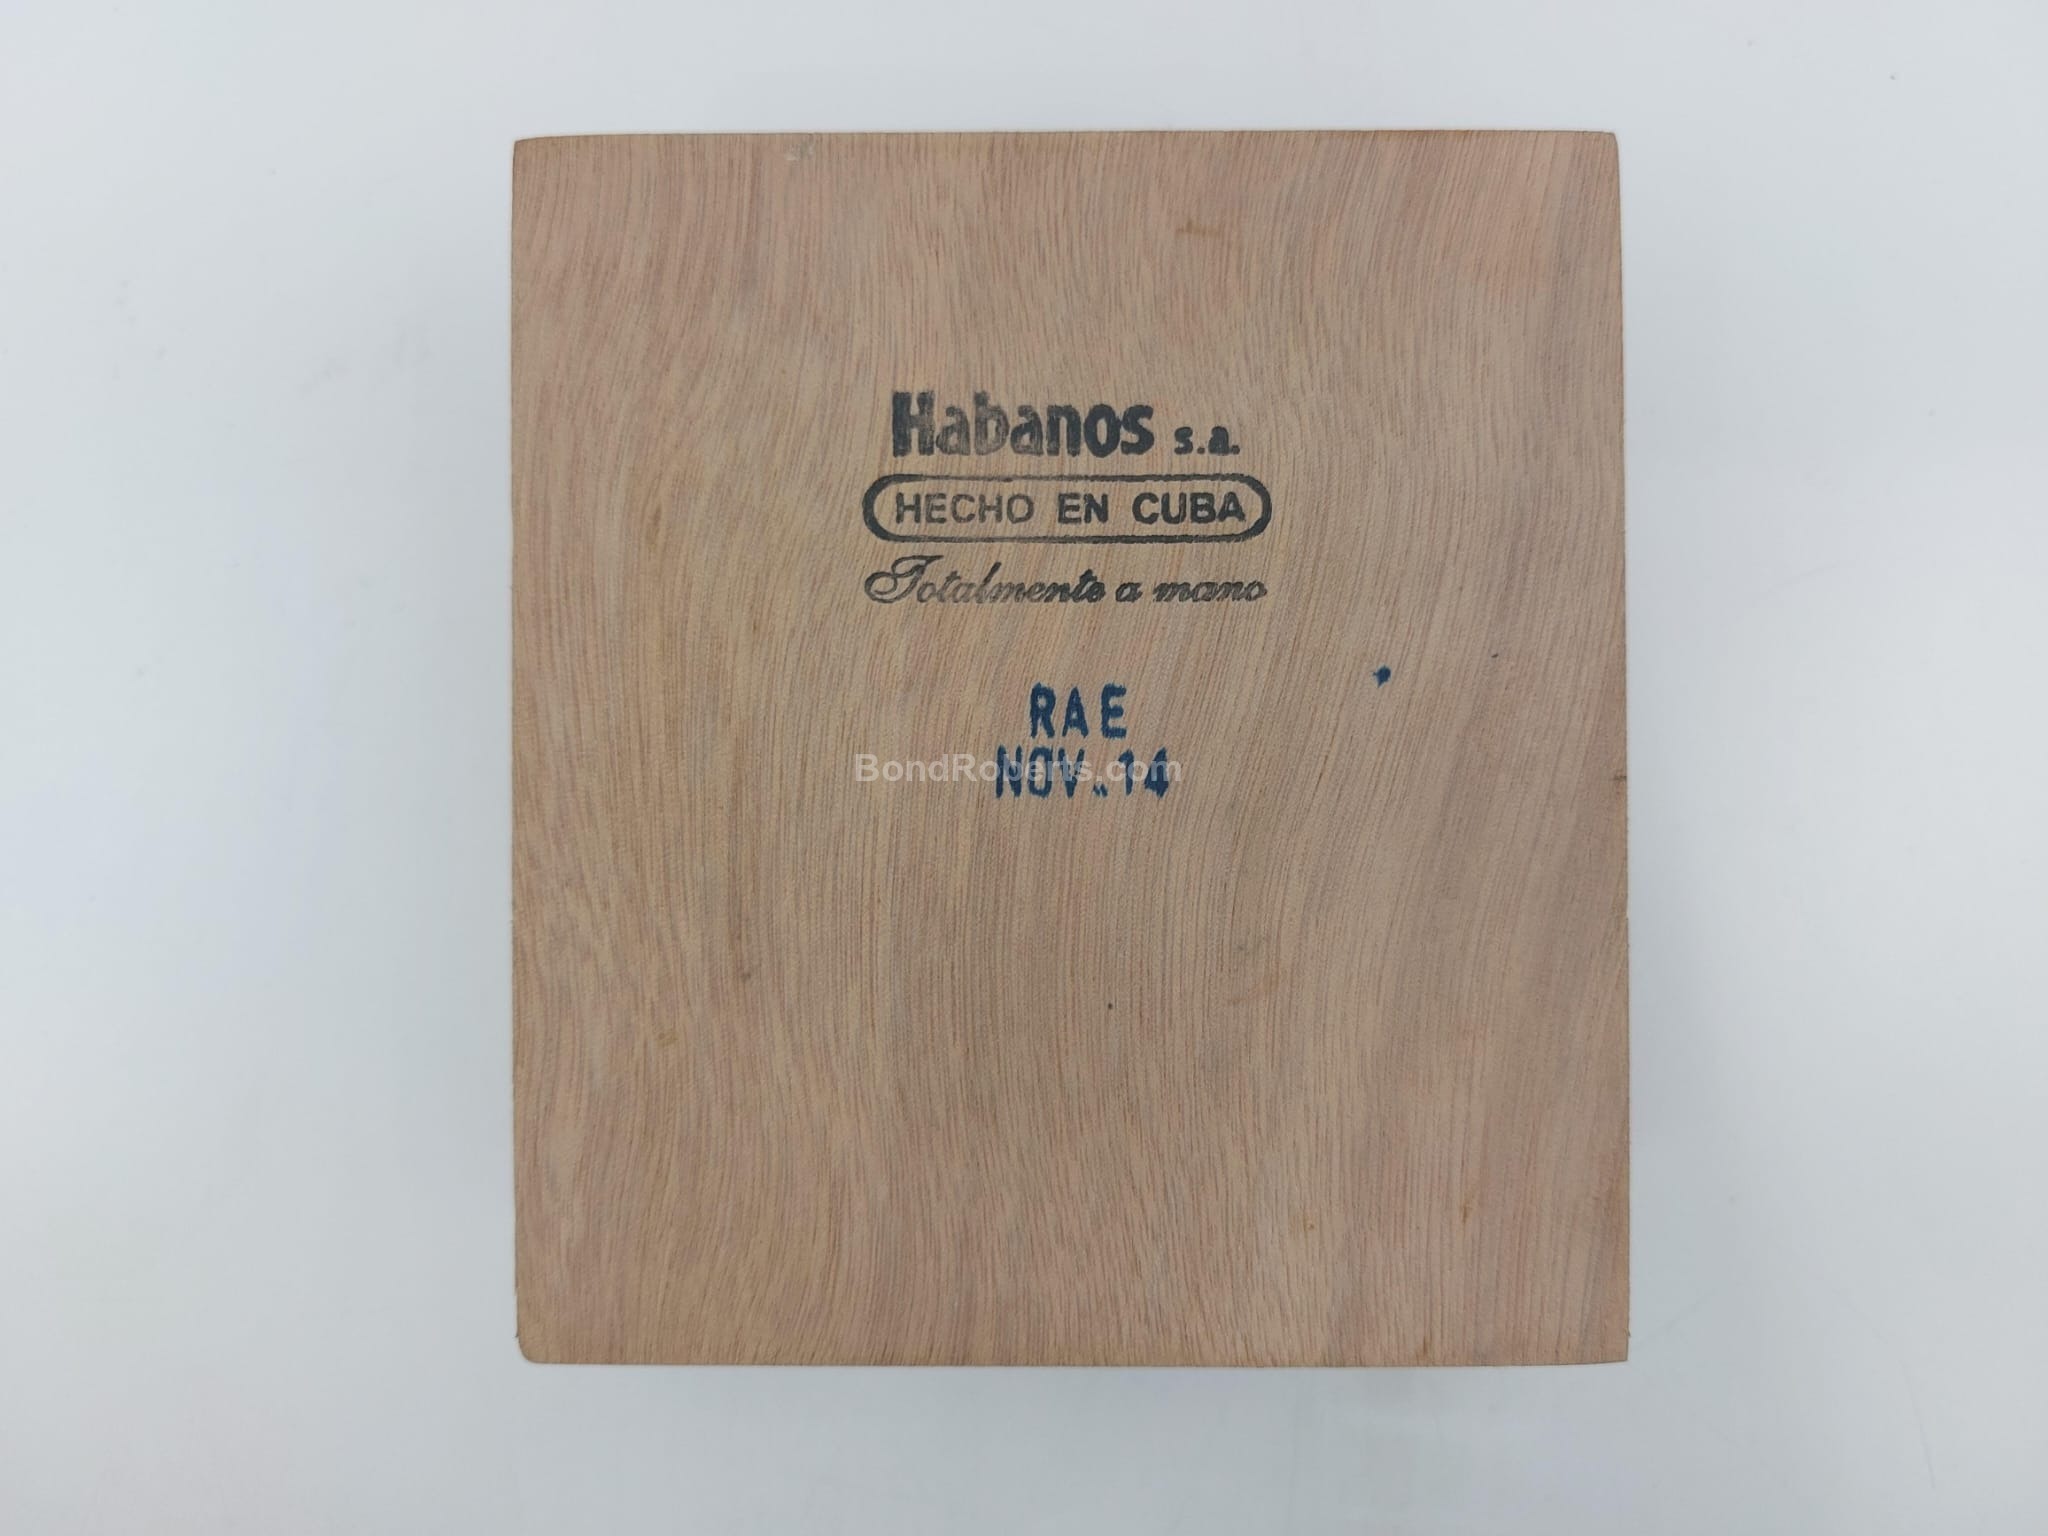 Habanos s.a.
HECHO EN CUBA
Totalmente a mano
RAE
BondRoberts.com
NOV. 14